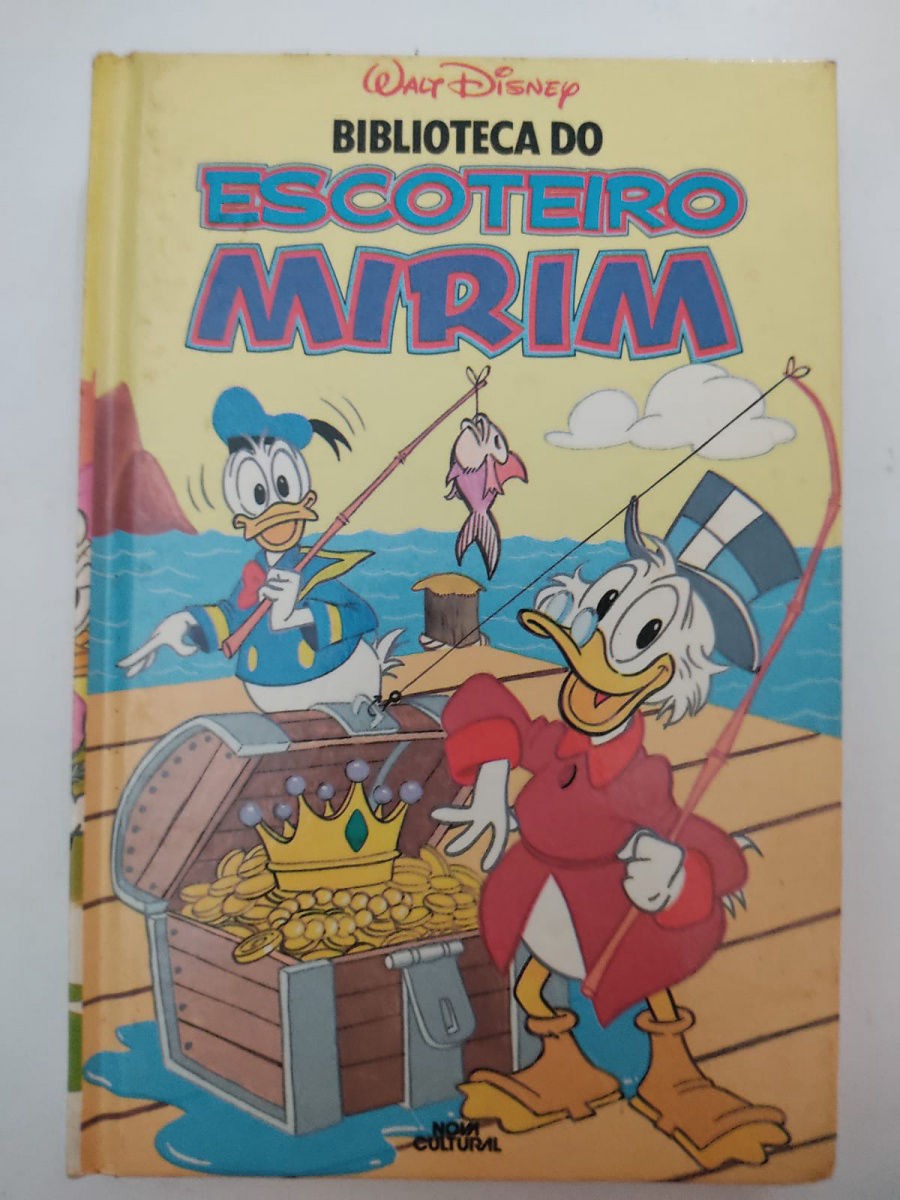 WALT DISNEY
BIBLIOTECA DO
ESCOTEIRO
MIRIM
NOVA
CULTURAL